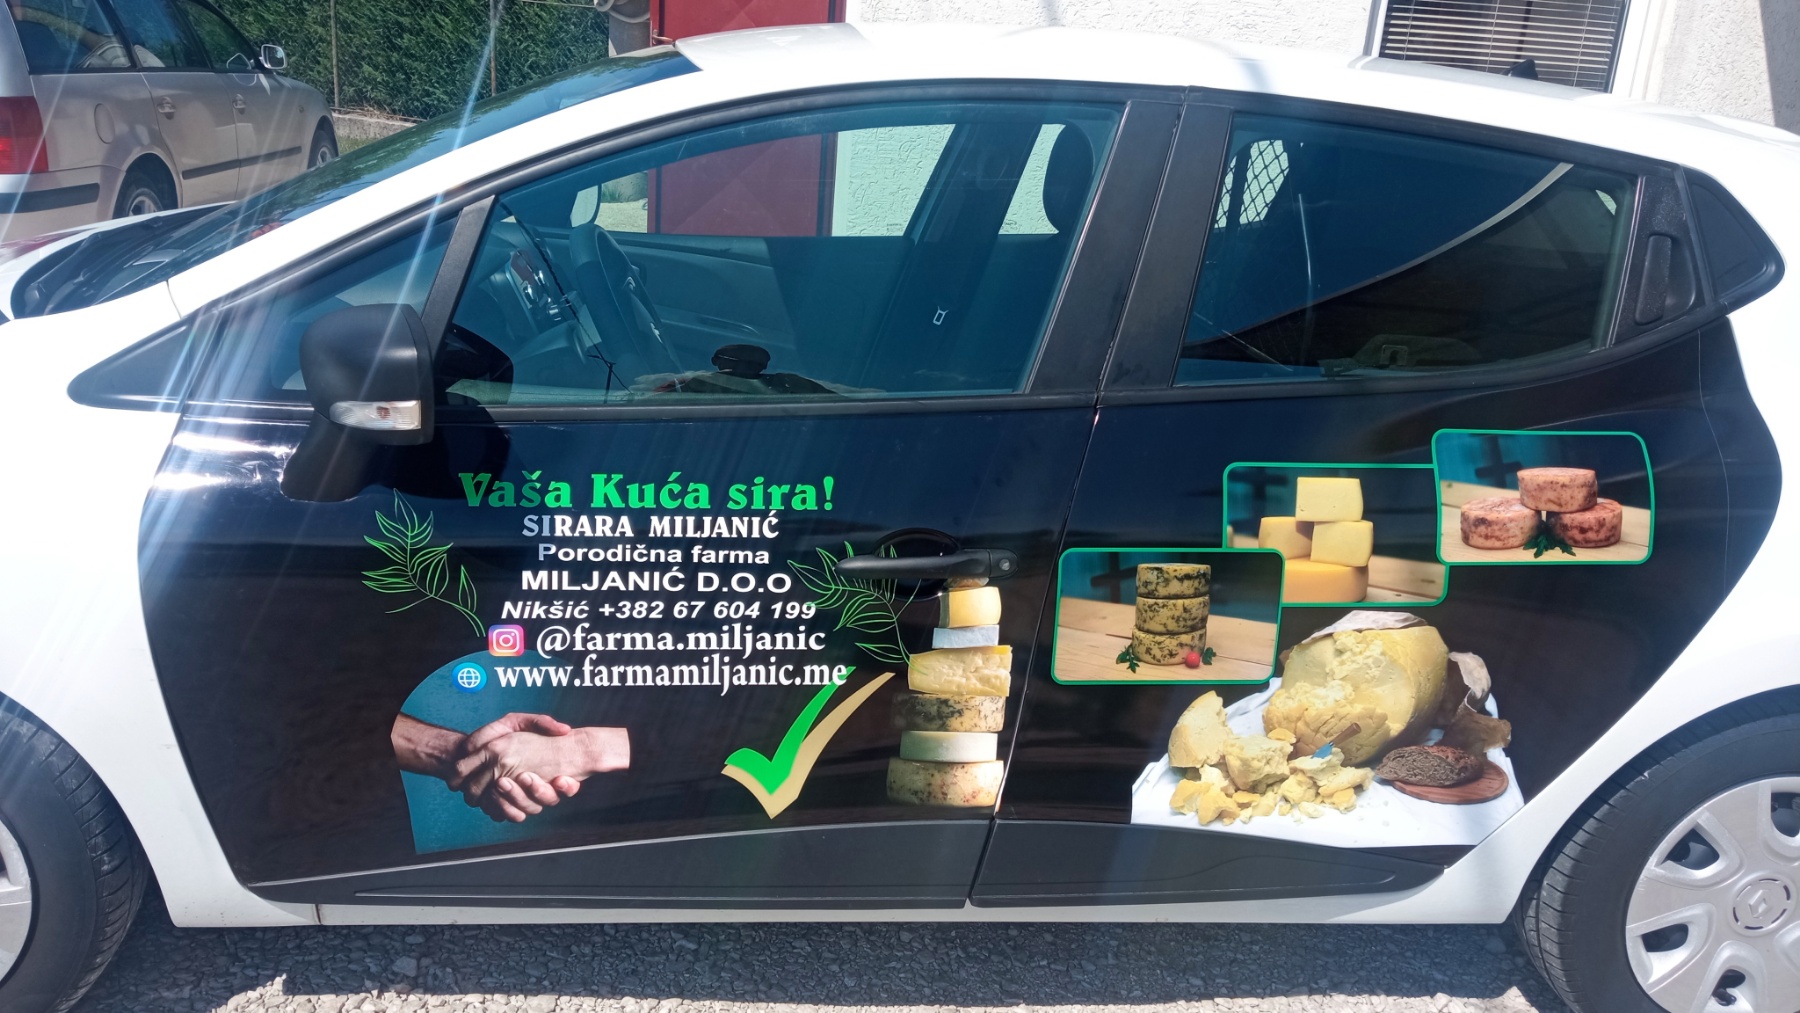 Vaša Kuća sira!
SIRARA MILJANIĆ
Porodična farma
MILJANIĆ D.O.O
Nikšić +382 67 604 199
@farma.miljanic
www.farmamiljanic.me